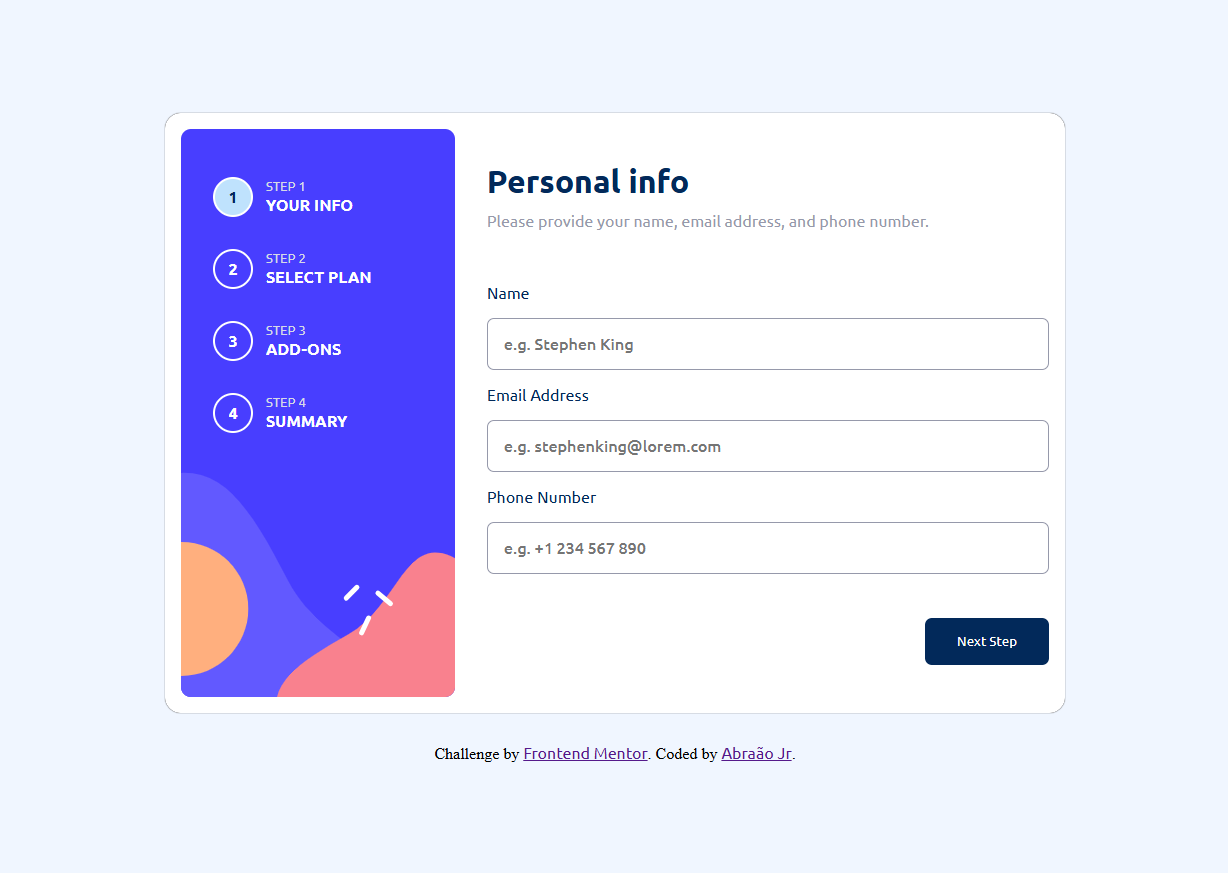 1
STEP 1
YOUR INFO
2
STEP 2
SELECT PLAN
3
STEP 3
ADD-ONS
4
STEP 4
SUMMARY
Personal info
Please provide your name, email address, and phone number.
Name
e.g. Stephen King
Email Address
e.g. stephenking@lorem.com
Phone Number
e.g. +1 234 567 890
Next Step
Challenge by Frontend Mentor. Coded by Abraão Jr.